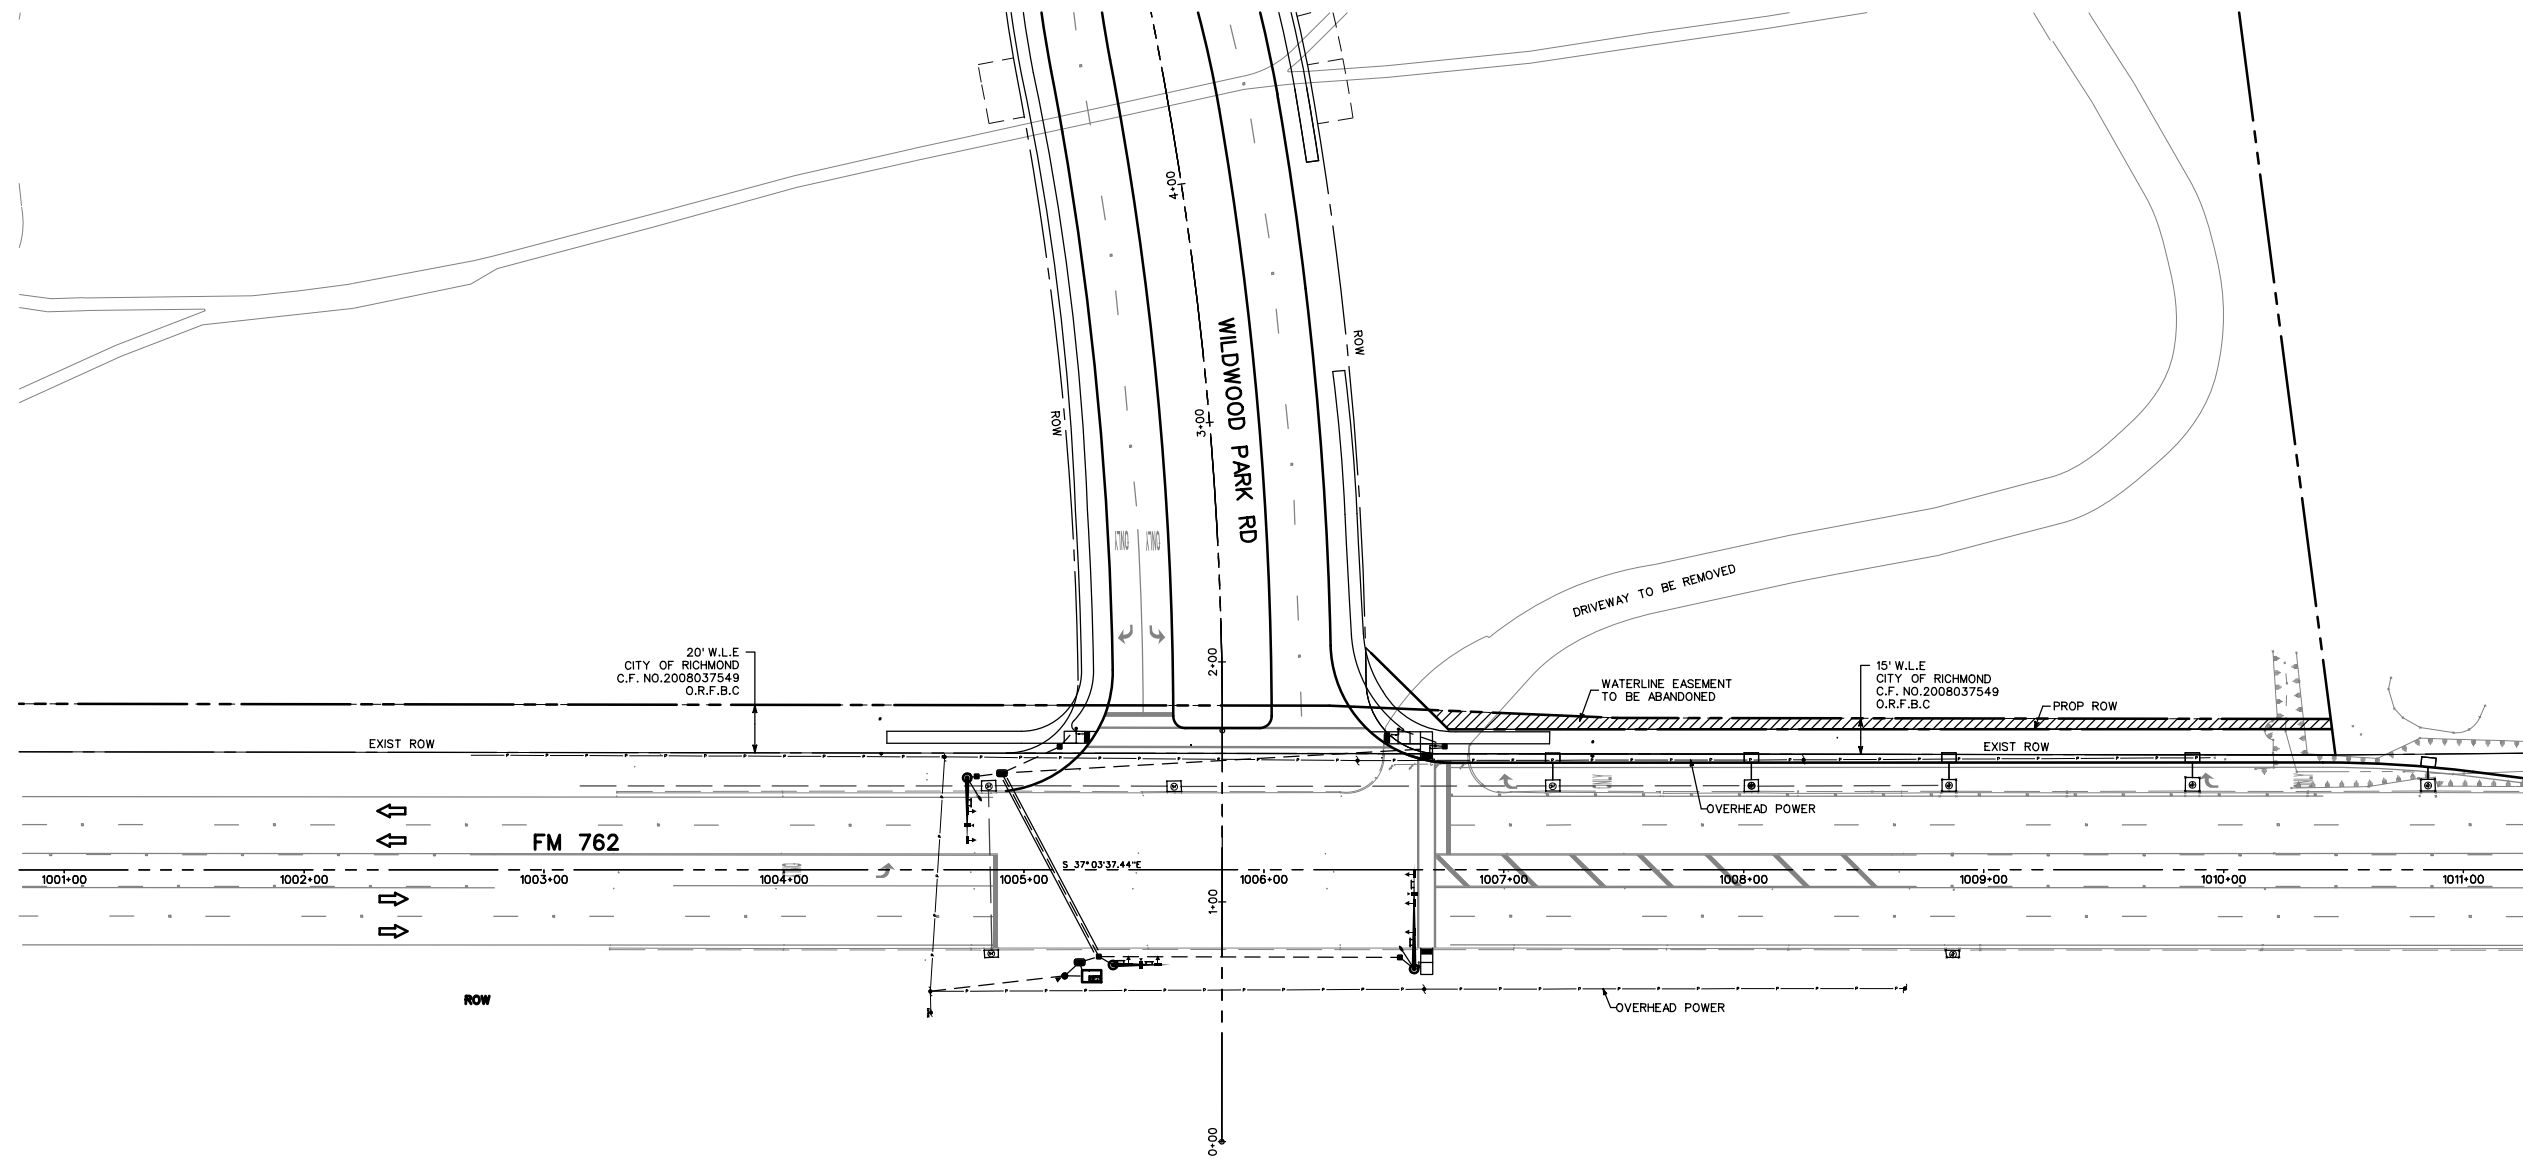 4+00
WILDWOOD PARK RD
ROW
ROW
3+00
ONLY
ONLY
DRIVEWAY TO BE REMOVED
2+00
20' W.L.E
CITY OF RICHMOND
C.F. NO.2008037549
O.R.F.B.C
WATERLINE EASEMENT
TO BE ABANDONED
15' W.L.E
CITY OF RICHMOND
C.F. NO.2008037549
O.R.F.B.C
PROP ROW
EXIST ROW
EXIST ROW
OVERHEAD POWER
FM 762
S 37°03'37.44"E
1001+00
1002+00
1003+00
1004+00
1005+00
1006+00
1007+00
1008+00
1009+00
1010+00
1011+00
1+00
ROW
OVERHEAD POWER
0+00